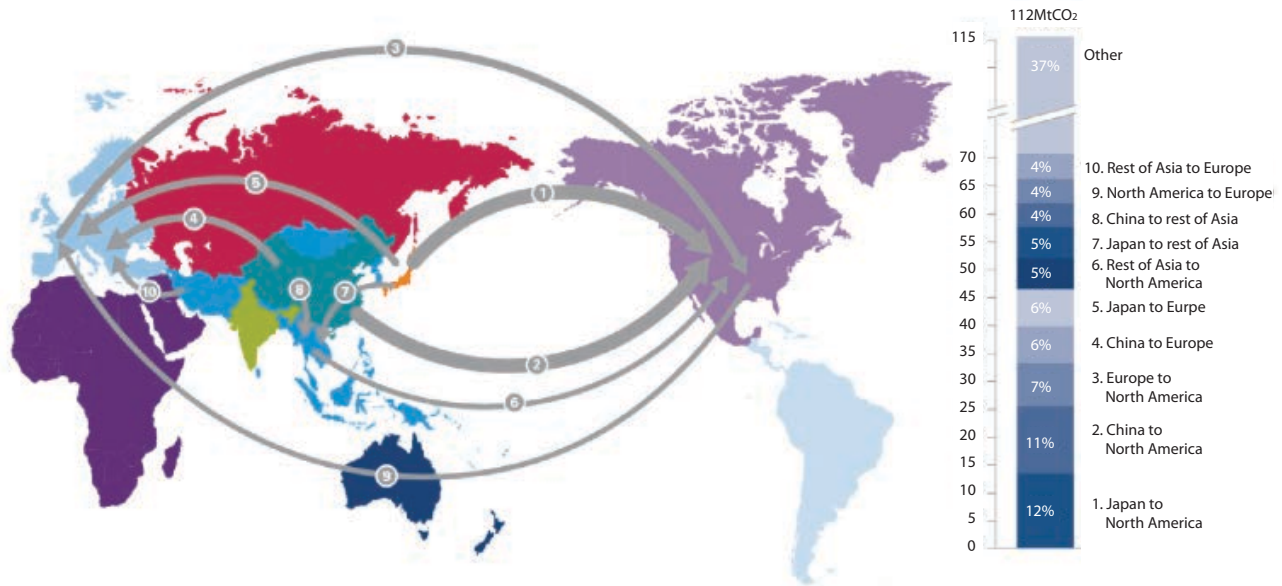 3
5
1
4
10
8
7
2
6
9
112MtCO₂
115
70
65
60
55
50
45
40
35
30
25
20
15
10
5
0
37%
4%
4%
4%
5%
5%
6%
6%
7%
11%
12%
Other
10. Rest of Asia to Europe
9. North America to Europe
8. China to rest of Asia
7. Japan to rest of Asia
6. Rest of Asia to
North America
5. Japan to Eurpe
4. China to Europe
3. Europe to
North America
2. China to
North America
1. Japan to
North America